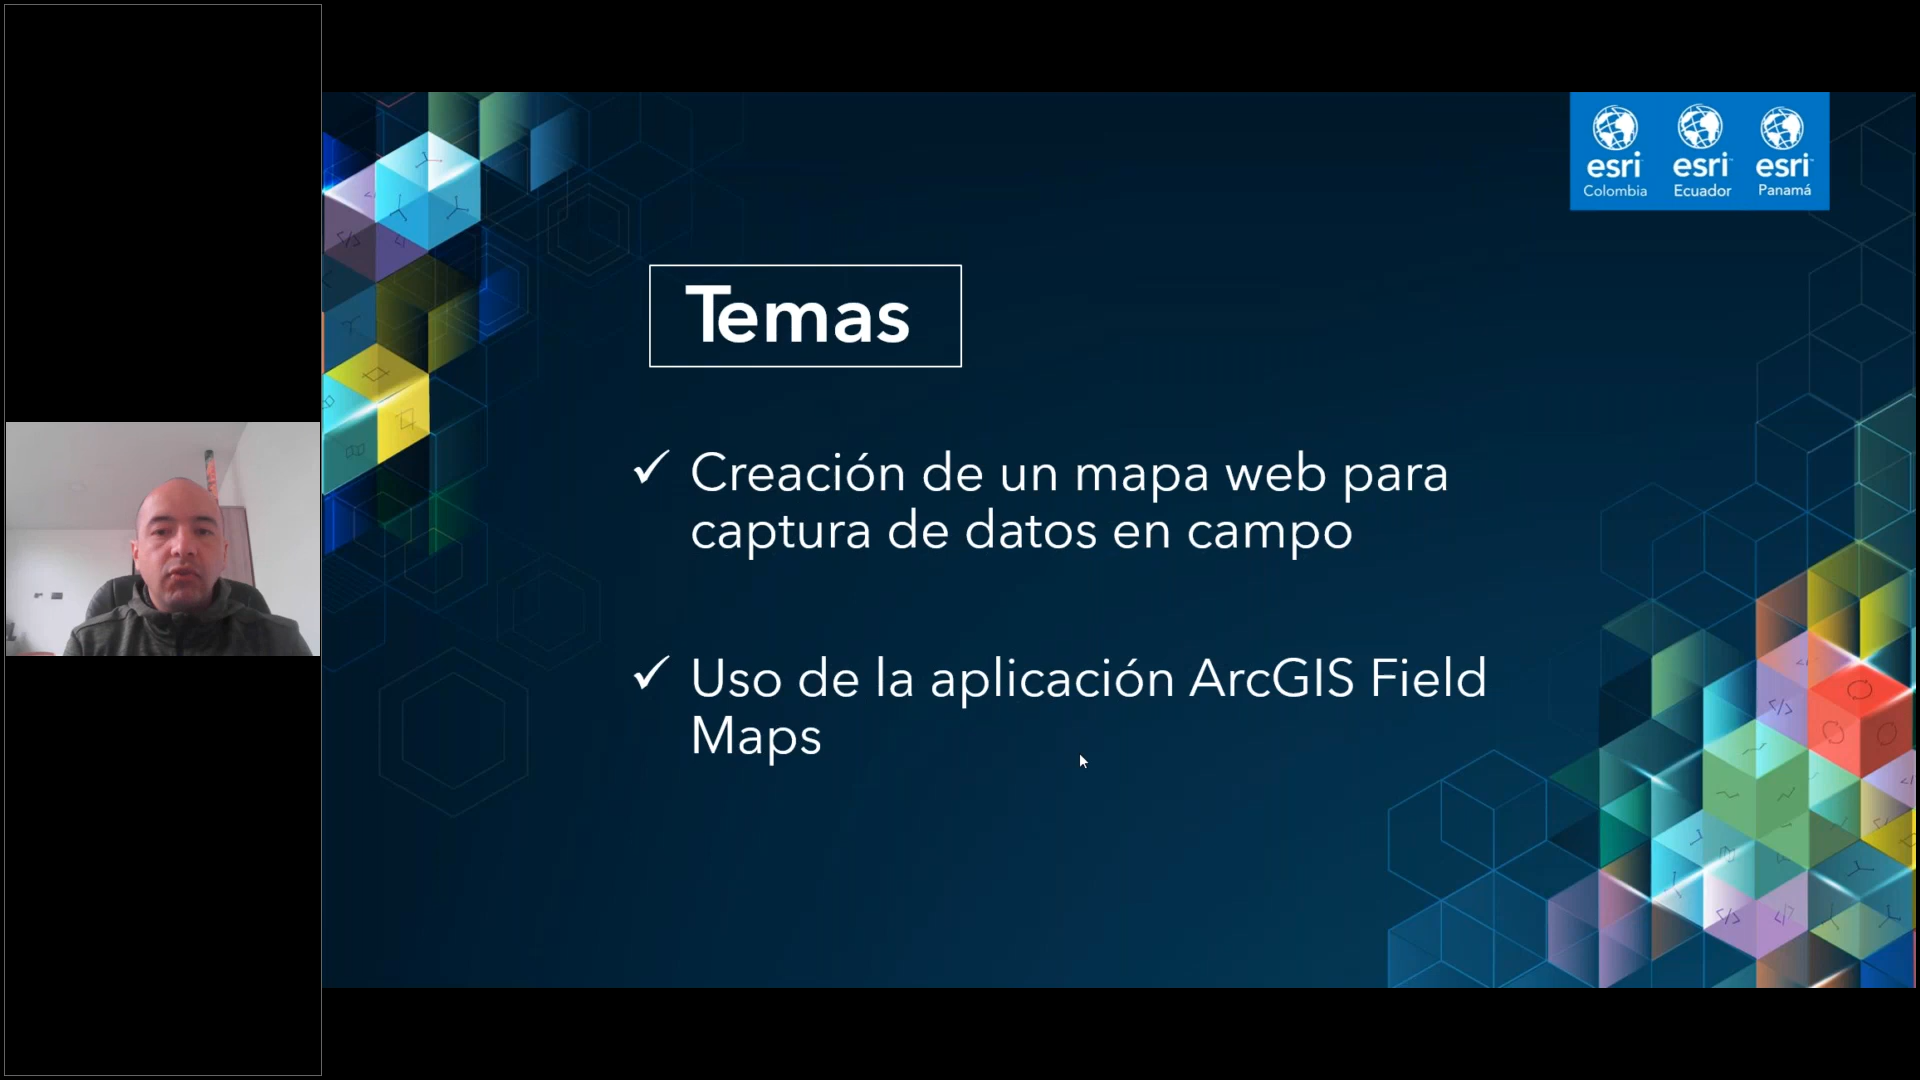 esri esri esri
Colombia Ecuador Panamá
Temas
✓ Creación de un mapa web para
captura de datos en campo
✓ Uso de la aplicación ArcGIS Field
Maps